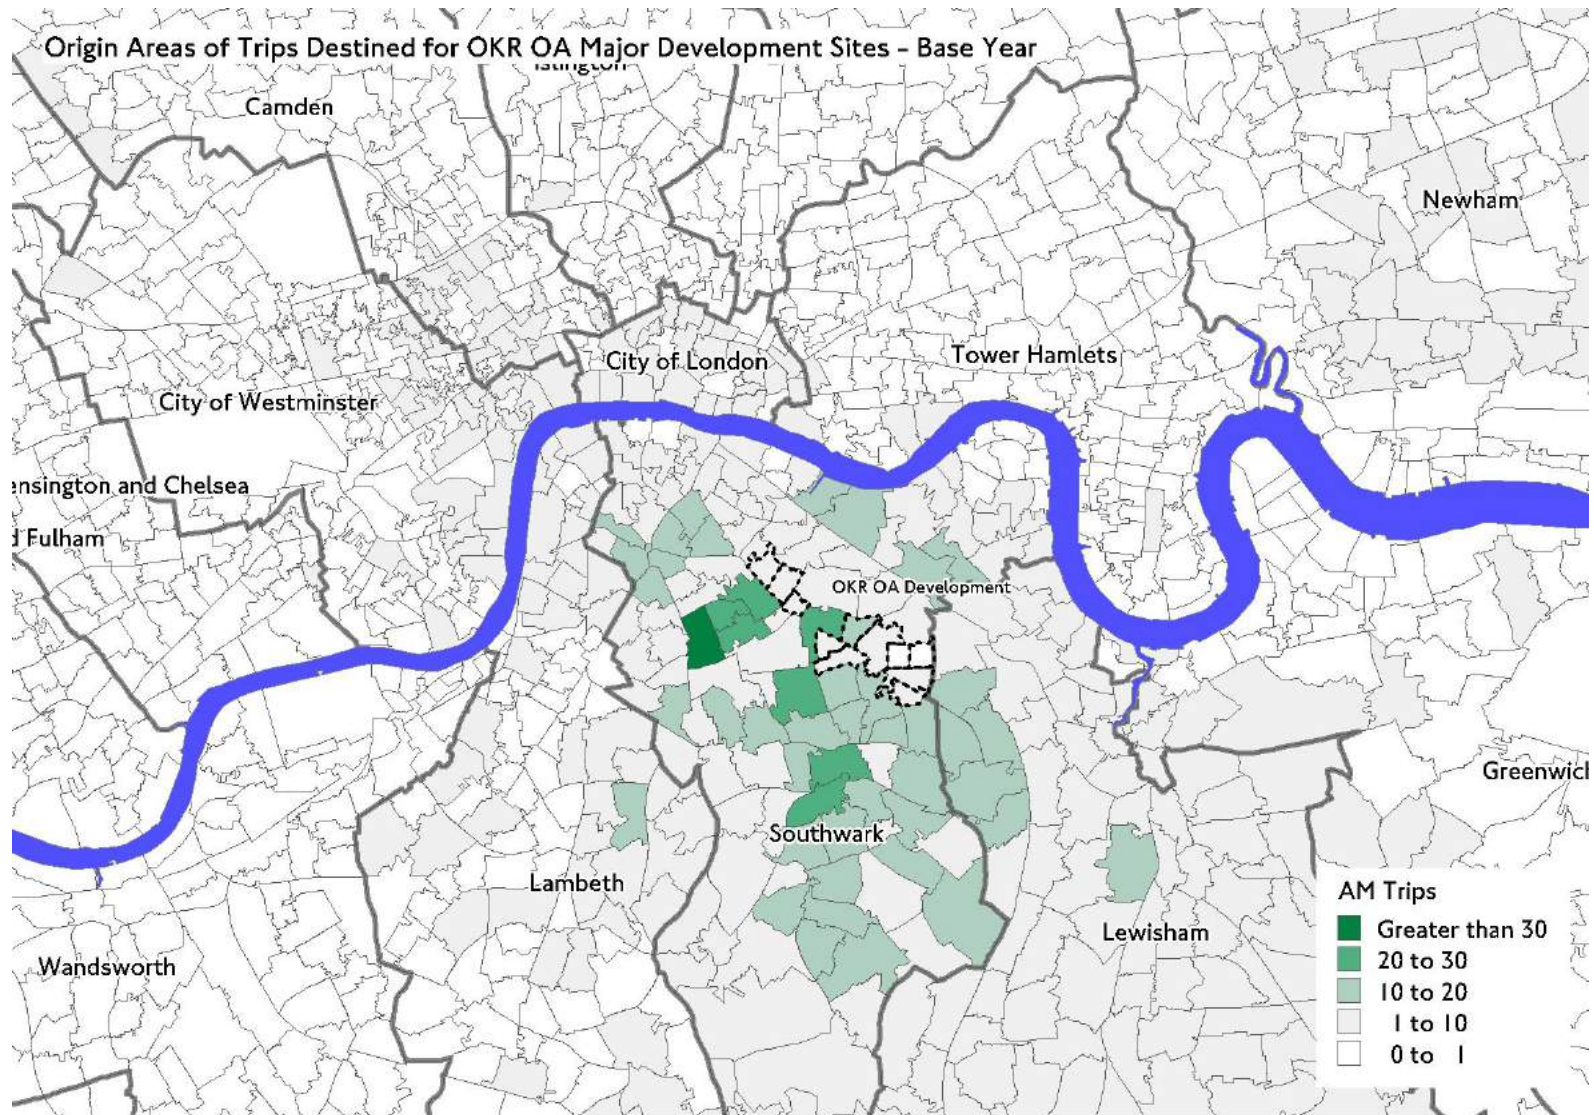 Origin Areas of Trips Destined for OKR OA Major Development Sites – Base Year
Islington
Camden
Newham
City of London
Tower Hamlets
City of Westminster
ensington and Chelsea
d Fulham
OKR OA Development
Greenwich
Southwark
Lambeth
Lewisham
Wandsworth
AM Trips
Greater than 30
20 to 30
10 to 20
1 to 10
0 to 1